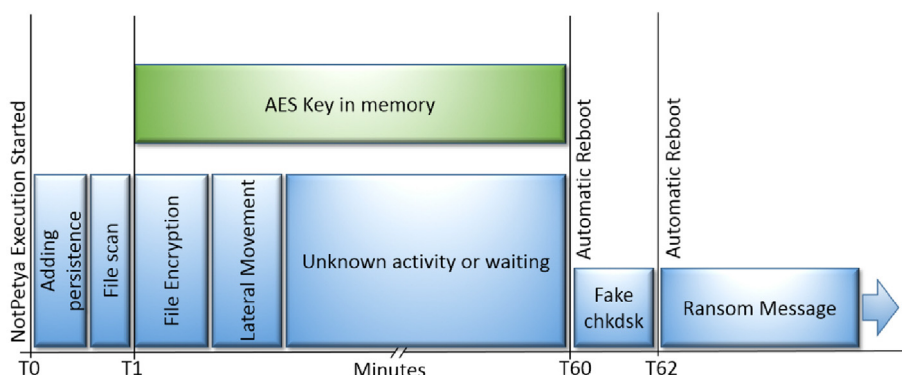 NotPetya Execution Started
AES Key in memory
Automatic Reboot
Automatic Reboot
Adding
persistence
File scan
File Encryption
Lateral Movement
Unknown activity or waiting
Fake
chkdsk
Ransom Message
T0
T1
Minutes
T60
T62